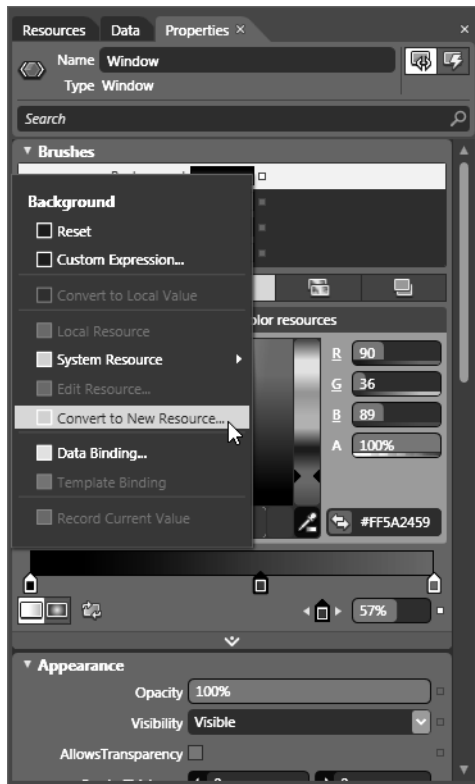 Resources Data Properties ×
×
Name Window
Type Window
Search
Brushes
Background
Reset
Custom Expression...
Convert to Local Value
Local Resource
System Resource
Edit Resource...
Convert to New Resource...
Data Binding...
Template Binding
Record Current Value
olor resources
R 90
G 36
B 89
A 100%
#FF5A2459
57%
Appearance
Opacity 100%
Visibility Visible
AllowsTransparency